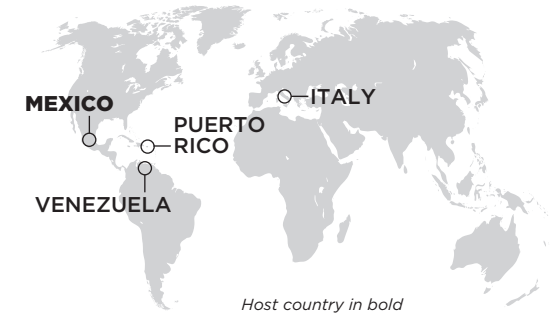 MEXICO
ITALY
PUERTO
RICO
VENEZUELA
Host country in bold